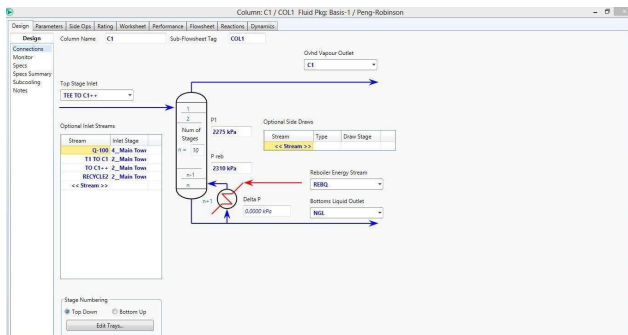 Column: C1 / COL1 Fluid Pkg: Basis-1 / Peng-Robinson
Design Parameters Side Ops Rating Worksheet Performance Flowsheet Reactions Dynamics
Design
Connections
Monitor
Specs
Specs Summary
Subcooling
Notes
Column Name C1 Sub-Flowsheet Tag COL1
Ovhd Vapour Outlet
C1
Top Stage Inlet
TEE TO C1++
Optional Inlet Streams
Stream Inlet Stage
Q-100 4_Main Tow
T1 TO C1 2_Main Tow
TO C1++ 2_Main Tow
RECYCLE2 2_Main Tow
<< Stream >>
1
2
Num of
Stages
n =
n-1
n
n+1
P1
2275 kPa
P reb
2310 kPa
Delta P
0.0000 kPa
Optional Side Draws
Stream Type Draw Stage
<< Stream >>
Reboiler Energy Stream
REBQ
Bottoms Liquid Outlet
NGL
Stage Numbering
Top Down Bottom Up
Edit Trays...